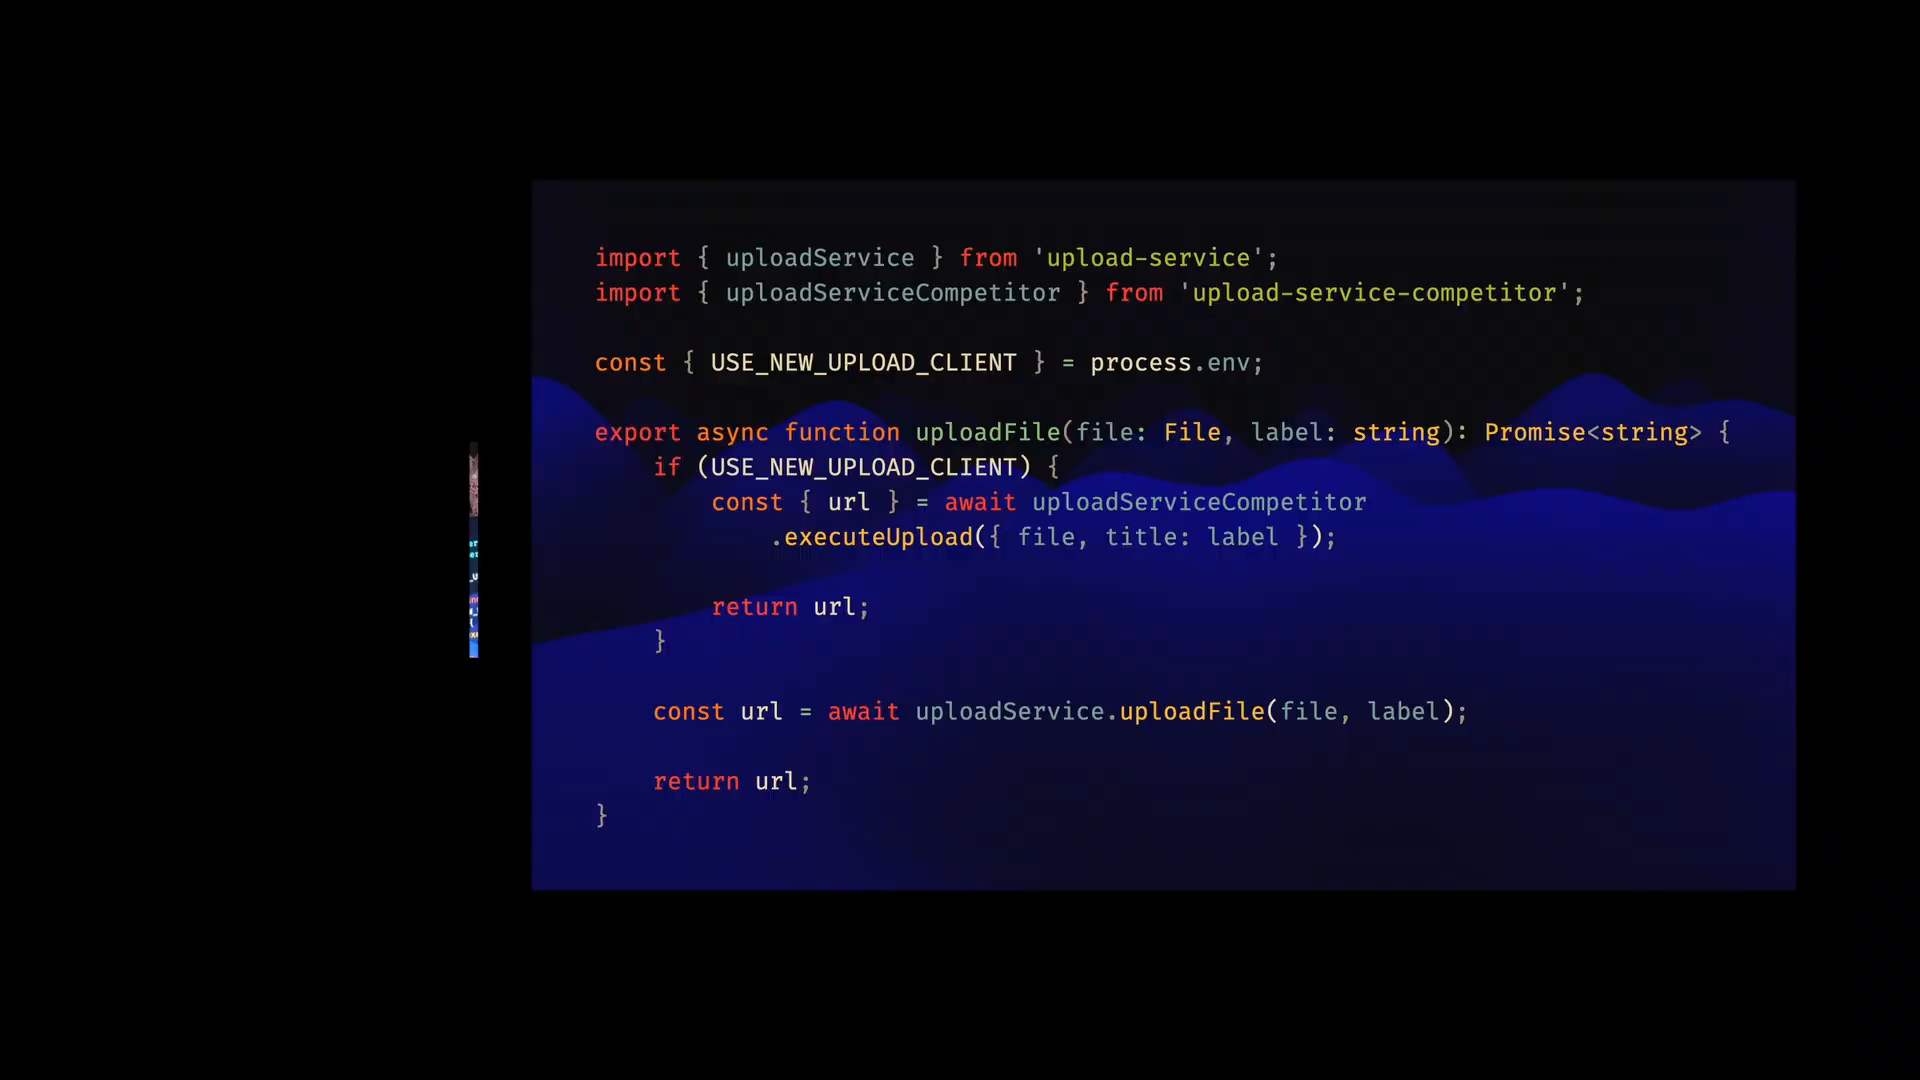 import { uploadService } from 'upload-service';
import { uploadServiceCompetitor } from 'upload-service-competitor';
const { USE_NEW_UPLOAD_CLIENT } = process.env;
export async function uploadFile(file: File, label: string): Promise<string> {
if (USE_NEW_UPLOAD_CLIENT) {
const { url } = await uploadServiceCompetitor
.executeUpload({ file, title: label });
return url;
}
const url = await uploadService.uploadFile(file, label);
return url;
}